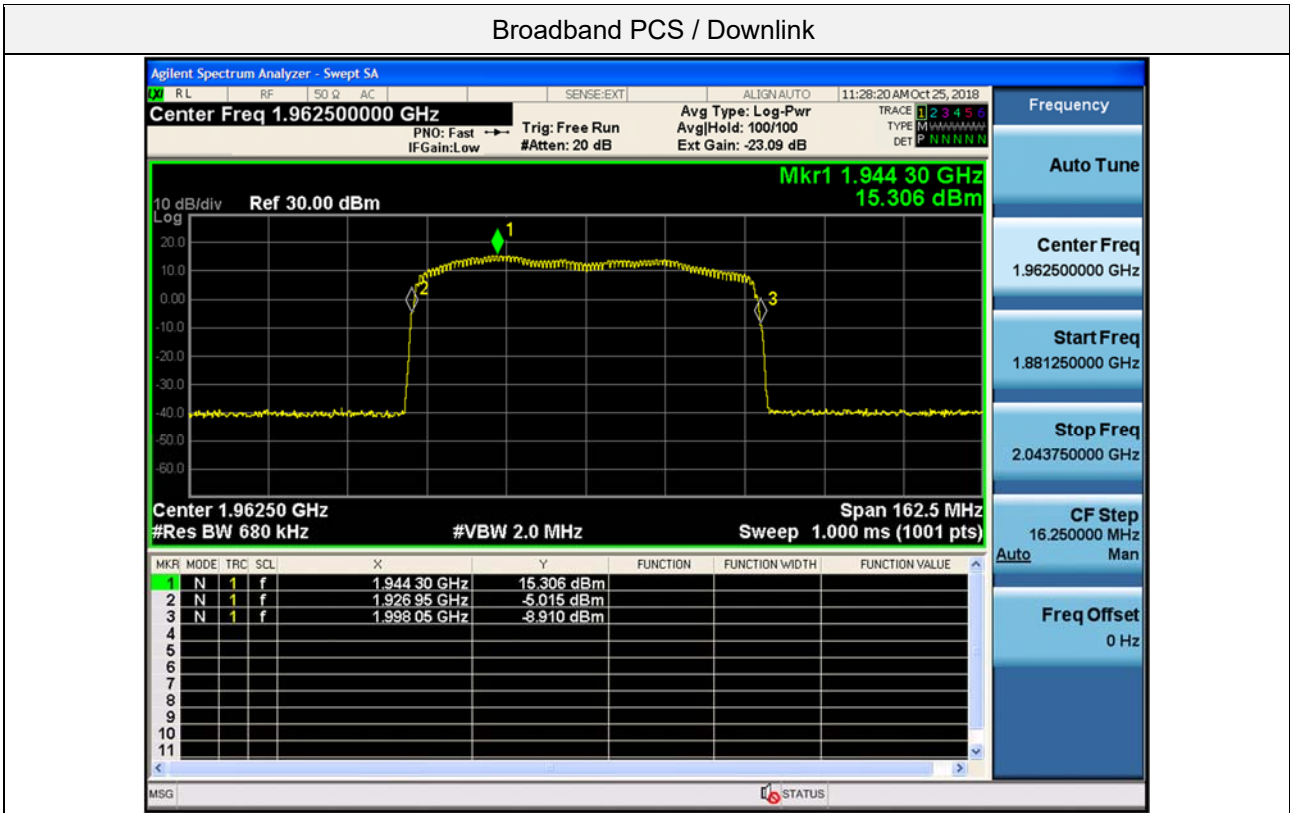 Broadband PCS / Downlink
Agilent Spectrum Analyzer - Swept SA
LXI RL RF 50 Ω AC SENSE:EXT ALIGN AUTO 11:28:20 AM Oct 25, 2018
Center Freq 1.962500000 GHz
PNO: Fast
IFGain:Low
Trig: Free Run
#Atten: 20 dB
Avg Type: Log-Pwr
Avg|Hold: 100/100
Ext Gain: -23.09 dB
TRACE 1 2 3 4 5 6
TYPE M
DET P N N N N N
Mkr1 1.944 30 GHz
15.306 dBm
10 dB/div Ref 30.00 dBm
Log
20.0
10.0
0.00
-10.0
-20.0
-30.0
-40.0
-50.0
-60.0
1
2
3
Center 1.96250 GHz Span 162.5 MHz
#Res BW 680 kHz #VBW 2.0 MHz Sweep 1.000 ms (1001 pts)
MKR MODE TRC SCL X Y FUNCTION FUNCTION WIDTH FUNCTION VALUE
1 N 1 f 1.944 30 GHz 15.306 dBm
2 N 1 f 1.926 95 GHz -5.015 dBm
3 N 1 f 1.998 05 GHz -8.910 dBm
4
5
6
7
8
9
10
11
MSG STATUS
Frequency
Auto Tune
Center Freq
1.962500000 GHz
Start Freq
1.881250000 GHz
Stop Freq
2.043750000 GHz
CF Step
16.250000 MHz
Auto Man
Freq Offset
0 Hz